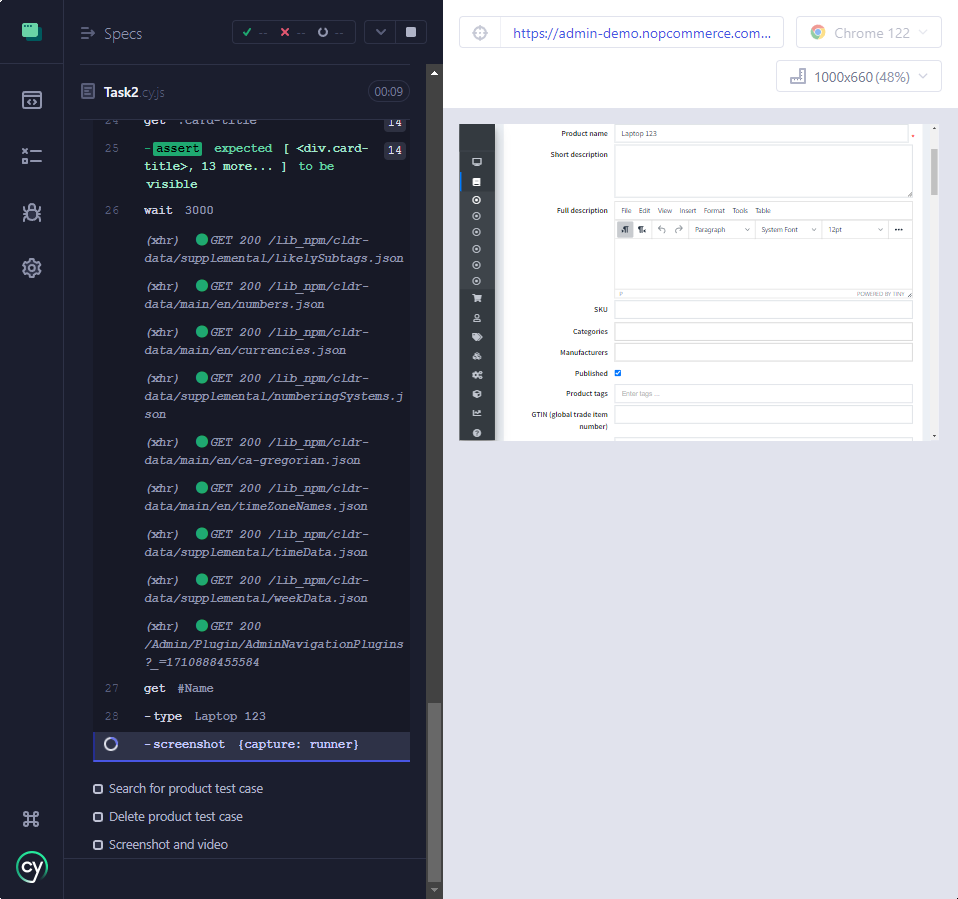 Specs
-- -- --
Task2.cy.js
00:09
24 get .card-title 14
25 -assert expected [ <div.card-title>, 13 more... ] to be visible 14
26 wait 3000
(xhr) GET 200 /lib_npm/cldr-
data/supplemental/likelySubtags.json
(xhr) GET 200 /lib_npm/cldr-
data/main/en/numbers.json
(xhr) GET 200 /lib_npm/cldr-
data/main/en/currencies.json
(xhr) GET 200 /lib_npm/cldr-
data/supplemental/numberingSystems.j
son
(xhr) GET 200 /lib_npm/cldr-
data/main/en/ca-gregorian.json
(xhr) GET 200 /lib_npm/cldr-
data/main/en/timeZoneNames.json
(xhr) GET 200 /lib_npm/cldr-
data/supplemental/timeData.json
(xhr) GET 200 /lib_npm/cldr-
data/supplemental/weekData.json
(xhr) GET 200
/Admin/Plugin/AdminNavigationPlugins
?_=1710888455584
27 get #Name
28 -type Laptop 123
-screenshot {capture: runner}
Search for product test case
Delete product test case
Screenshot and video
cy
https://admin-demo.nopcommerce.com...
Chrome 122
1000x660 (48%)
Product name Laptop 123 *
Short description
Full description
File Edit View Insert Format Tools Table
Paragraph System Font 12pt
P POWERED BY TINY
SKU
Categories
Manufacturers
Published
Product tags Enter tags ...
GTIN (global trade item
number)